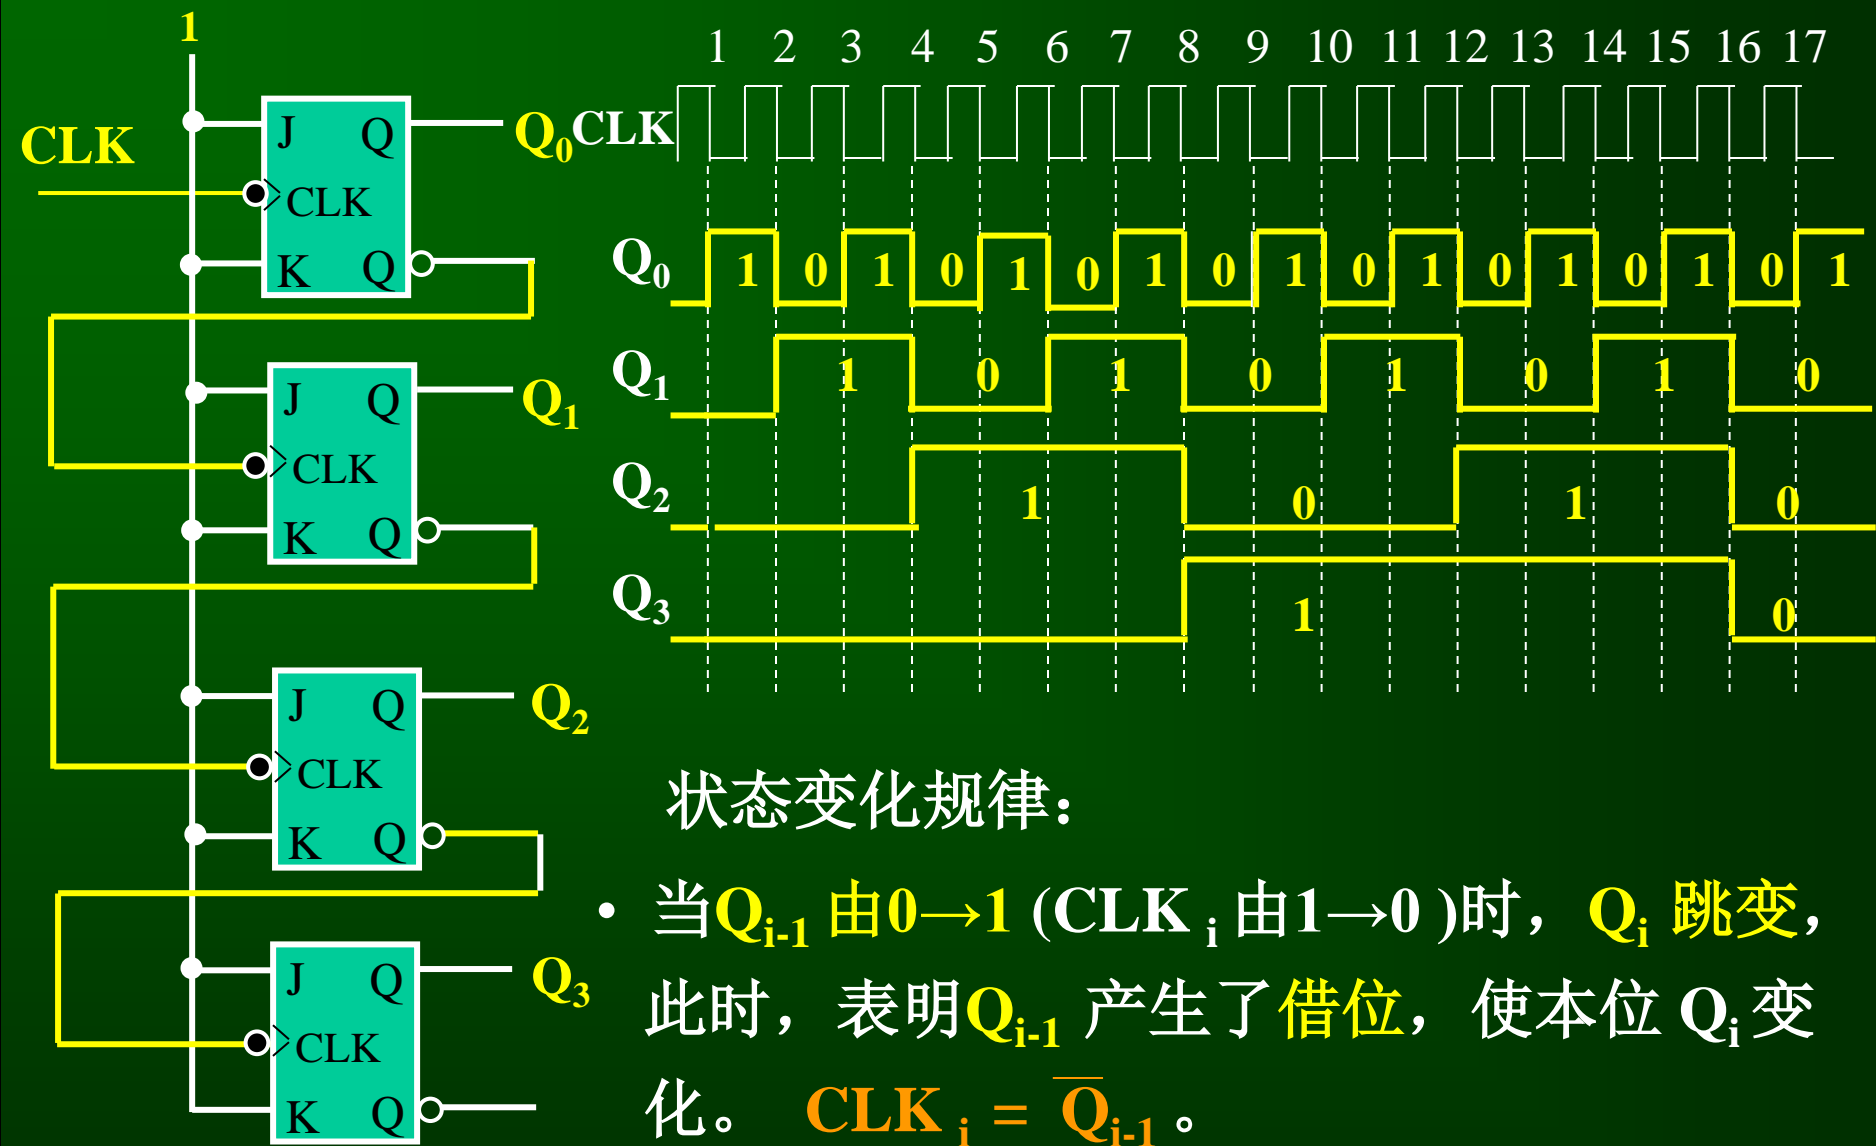 1
CLK
J Q
CLK
K Q
Q0
J Q
CLK
K Q
Q1
J Q
CLK
K Q
Q2
J Q
CLK
K Q
Q3
1 2 3 4 5 6 7 8 9 10 11 12 13 14 15 16 17
CLK
Q0 1 0 1 0 1 0 1 0 1 0 1 0 1 0 1 0 1
Q1 1 0 1 0 1 0 1 0
Q2 1 0 1 0
Q3 1 0
状态变化规律：
• 当Qi-1 由0→1 (CLK i 由1→0 )时，Qi 跳变，
此时，表明Qi-1 产生了借位，使本位 Qi 变
化。 CLK i = Q̅i-1 。